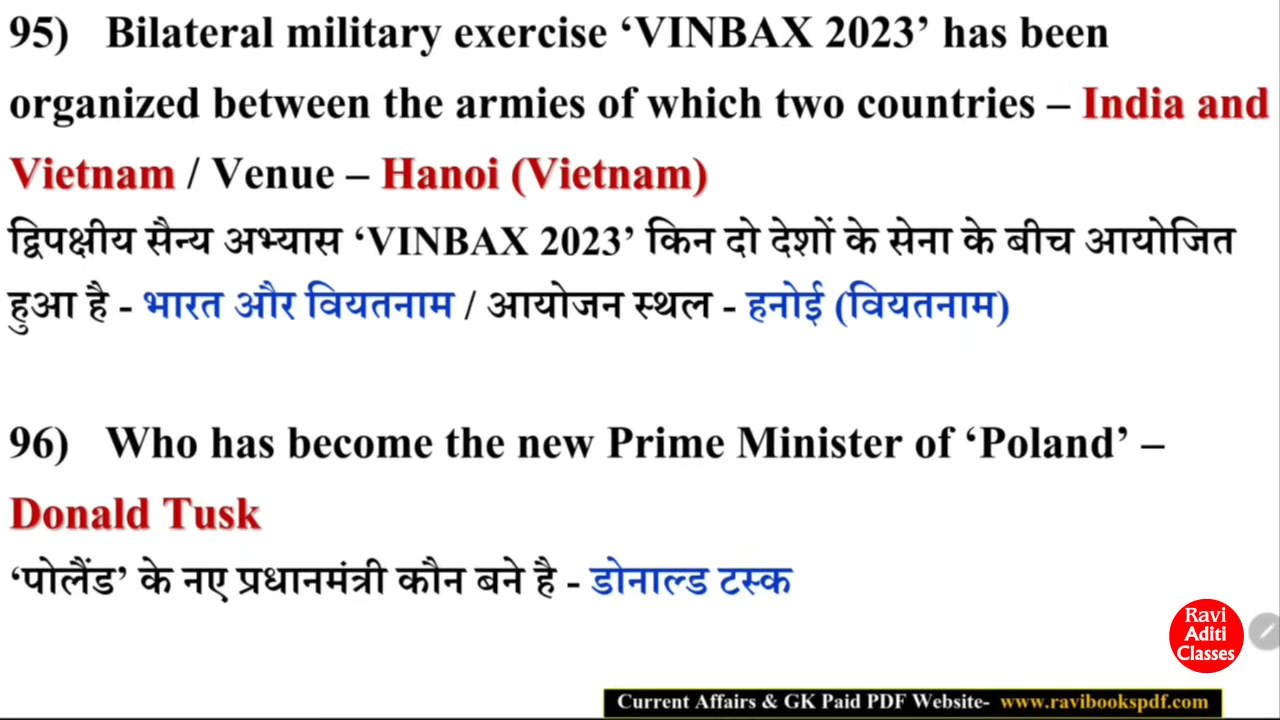 95) Bilateral military exercise ‘VINBAX 2023’ has been
organized between the armies of which two countries – India and
Vietnam / Venue – Hanoi (Vietnam)
द्विपक्षीय सैन्य अभ्यास ‘VINBAX 2023’ किन दो देशों के सेना के बीच आयोजित
हुआ है - भारत और वियतनाम / आयोजन स्थल - हनोई (वियतनाम)
96) Who has become the new Prime Minister of ‘Poland’ –
Donald Tusk
‘पोलैंड’ के नए प्रधानमंत्री कौन बने है - डोनाल्ड टस्क
Ravi
Aditi
Classes
Current Affairs & GK Paid PDF Website- www.ravibookspdf.com